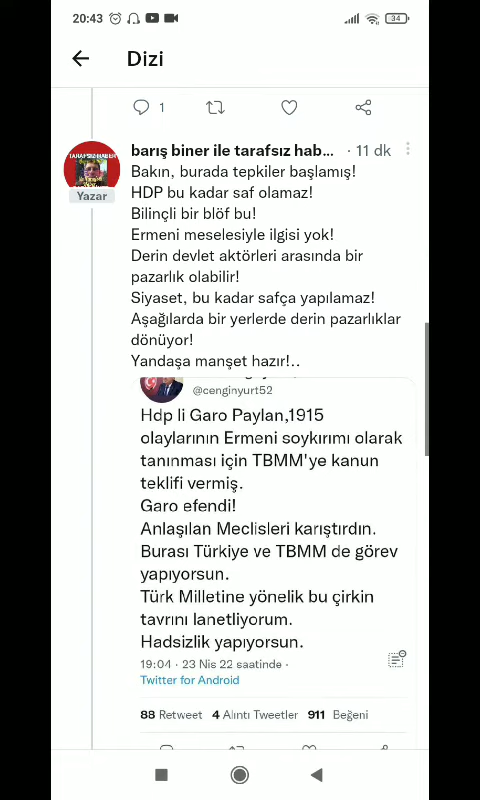 20:43
34
Dizi
1
TARAFSIZ HABER
barış biner ile tarafsız hab... · 11 dk
Yazar
Bakın, burada tepkiler başlamış!
HDP bu kadar saf olamaz!
Bilinçli bir blöf bu!
Ermeni meselesiyle ilgisi yok!
Derin devlet aktörleri arasında bir
pazarlık olabilir!
Siyaset, bu kadar safça yapılamaz!
Aşağılarda bir yerlerde derin pazarlıklar
dönüyor!
Yandaşa manşet hazır!..
@cenginyurt52
Hdp li Garo Paylan,1915
olaylarının Ermeni soykırımı olarak
tanınması için TBMM'ye kanun
teklifi vermiş.
Garo efendi!
Anlaşılan Meclisleri karıştırdın.
Burası Türkiye ve TBMM de görev
yapıyorsun.
Türk Milletine yönelik bu çirkin
tavrını lanetliyorum.
Hadsizlik yapıyorsun.
19:04 · 23 Nis 22 saatinde ·
Twitter for Android
88 Retweet 4 Alıntı Tweetler 911 Beğeni